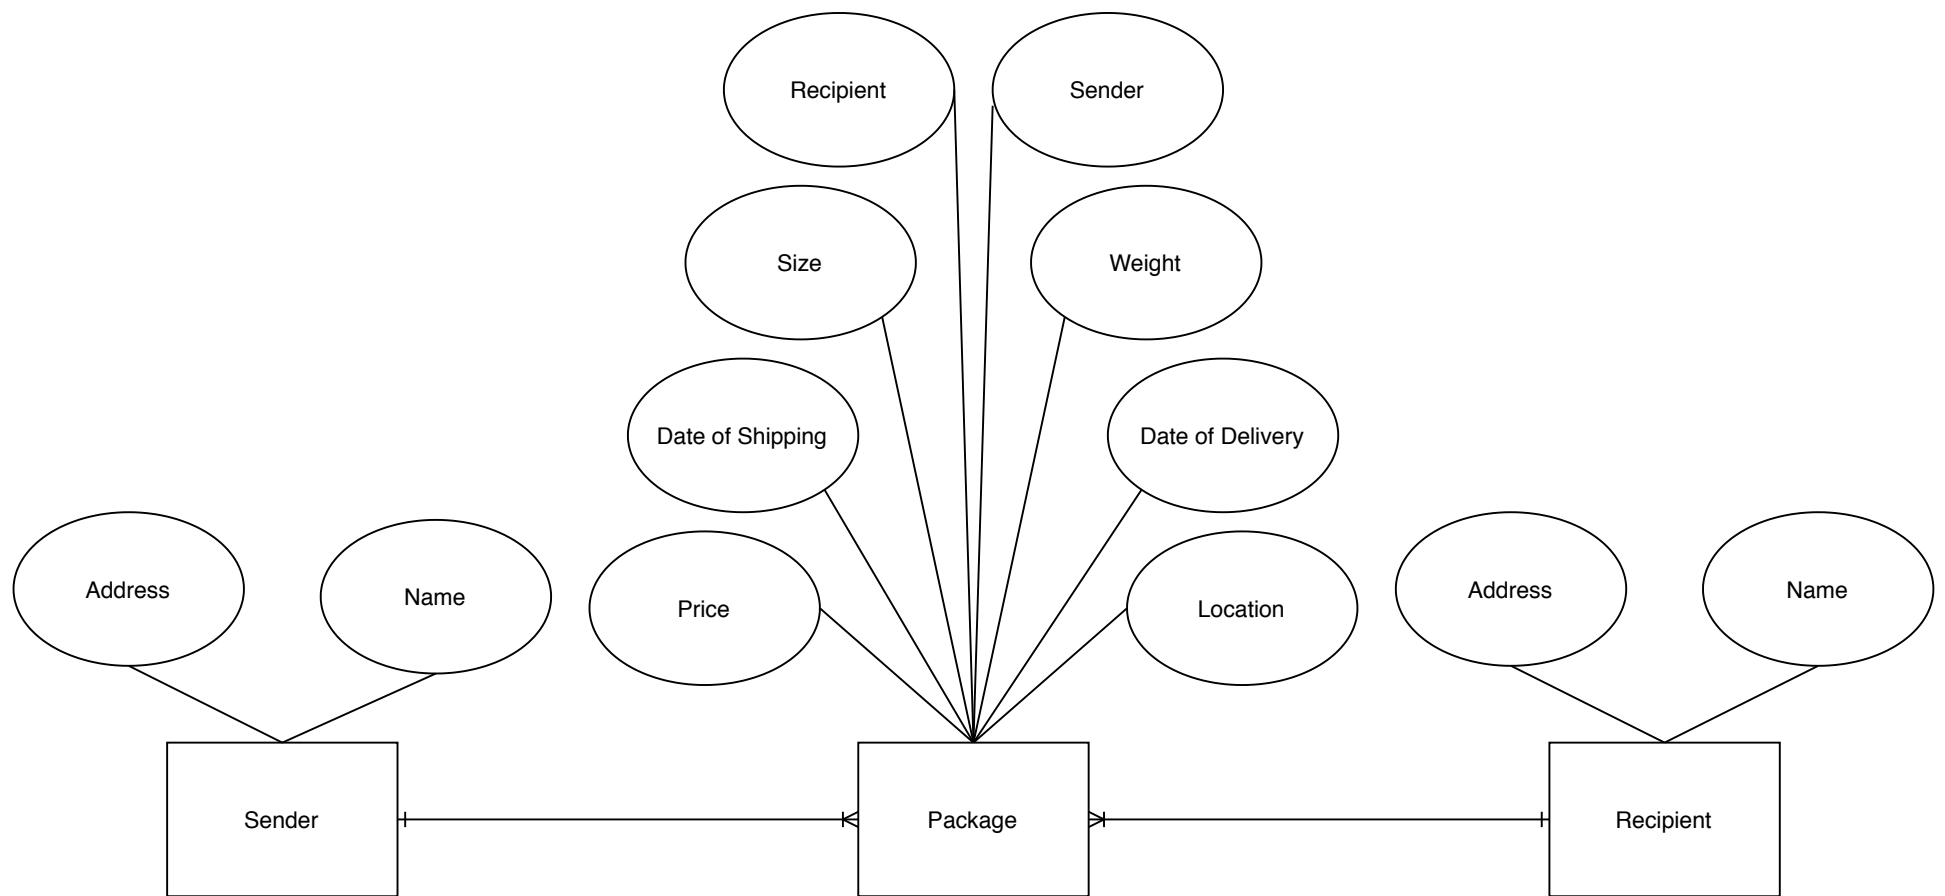 Recipient
Sender
Size
Weight
Date of Shipping
Date of Delivery
Address
Name
Price
Location
Address
Name
Sender
Package
Recipient